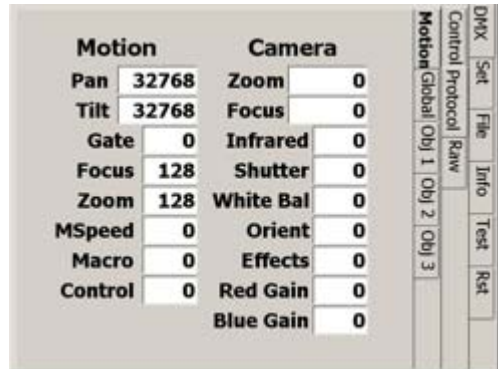 Motion Camera
Pan 32768 Zoom 0
Tilt 32768 Focus 0
Gate 0 Infrared 0
Focus 128 Shutter 0
Zoom 128 White Bal 0
MSpeed 0 Orient 0
Macro 0 Effects 0
Control 0 Red Gain 0
Blue Gain 0
DMX Set File Info Test Rst
Control Protocol Raw
Motion Global Obj 1 Obj 2 Obj 3